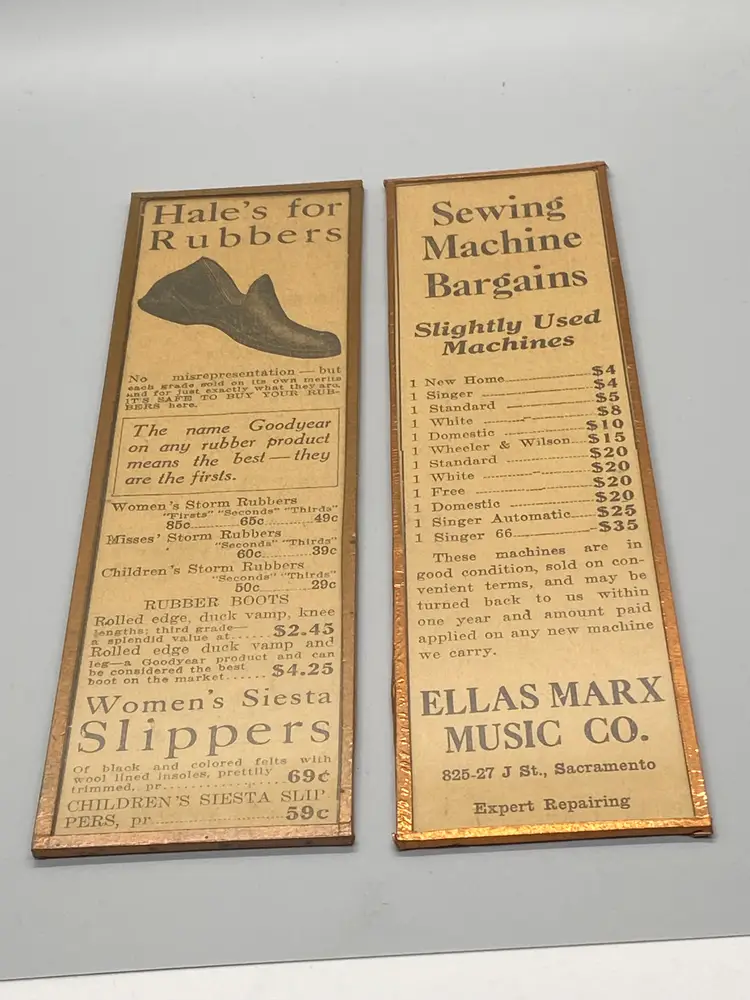 Hale's for
Rubbers
No misrepresentation — but
each grade sold on its own merits
and for just exactly what they are.
IT'S SAFE TO BUY YOUR RUB-
BERS here.
The name Goodyear
on any rubber product
means the best — they
are the firsts.
Women's Storm Rubbers
"Firsts" "Seconds" "Thirds"
85c..........65c..........49c
Misses' Storm Rubbers
"Seconds" "Thirds"
60c..........39c
Children's Storm Rubbers
"Seconds" "Thirds"
50c..........29c
RUBBER BOOTS
Rolled edge, duck vamp, knee
lengths; third grade—
a splendid value at...... $2.45
Rolled edge duck vamp and
leg—a Goodyear product and can
be considered the best
boot on the market...... $4.25
Women's Siesta
Slippers
Of black and colored felts with
wool lined insoles, prettily
trimmed, pr.................. 69c
CHILDREN'S SIESTA SLIP-
PERS, pr.................. 59c
Sewing
Machine
Bargains
Slightly Used
Machines
1 New Home..........$4
1 Singer ..........$4
1 Standard ..........$5
1 White ..........$8
1 Domestic ..........$10
1 Wheeler & Wilson....$15
1 Standard ..........$20
1 White ..........$20
1 Free ..........$20
1 Domestic ..........$20
1 Singer Automatic.....$25
1 Singer 66..........$35
These machines are in
good condition, sold on con-
venient terms, and may be
turned back to us within
one year and amount paid
applied on any new machine
we carry.
ELLAS MARX
MUSIC CO.
825-27 J St., Sacramento
Expert Repairing